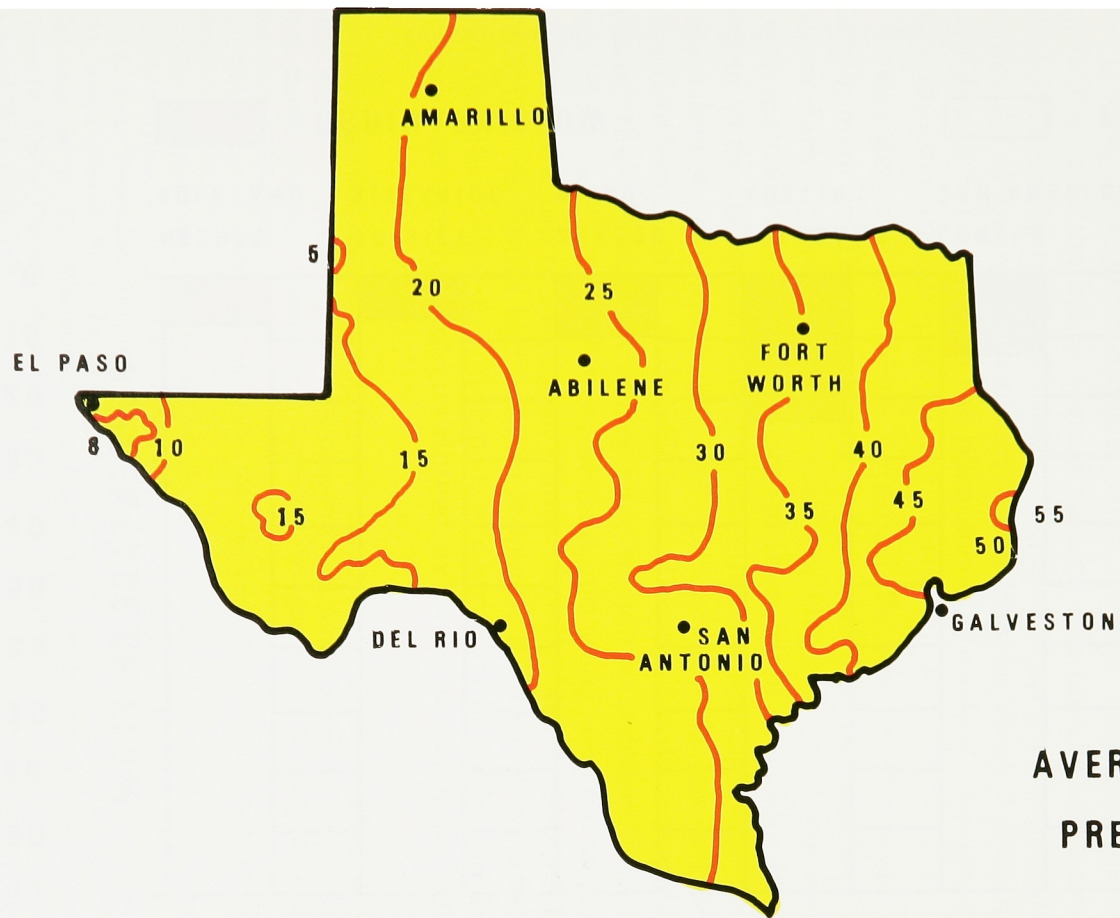 AMARILLO
5
20
25
EL PASO
FORT
WORTH
ABILENE
8
10
15
30
40
35
45
15
55
50
DEL RIO
SAN
ANTONIO
GALVESTON
AVER
PRE